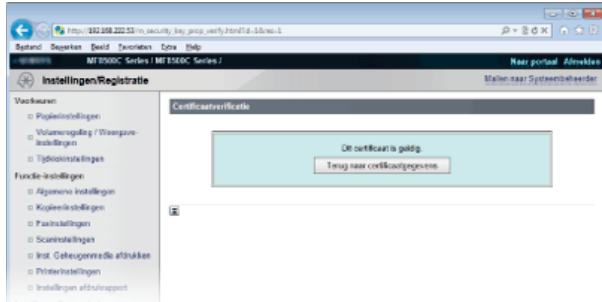 Bestand Bewerken Beeld Favorieten Extra Help
MF8500C Series / MF8500C Series /
Naar portaal Afmelden
Instellingen/Registratie
Mailen naar Systeembeheerder
Voorkeuren
Papierinstellingen
Volumeregeling / Weergave-
instellingen
Tijdklokinstellingen
Functie-instellingen
Algemene instellingen
Kopieerinstellingen
Faxinstellingen
Scaninstellingen
Inst. Geheugenmedia afdrukken
Printerinstellingen
Instellingen afdrukrapport
Certificaatverificatie
Dit certificaat is geldig.
Terug naar certificaatgegevens